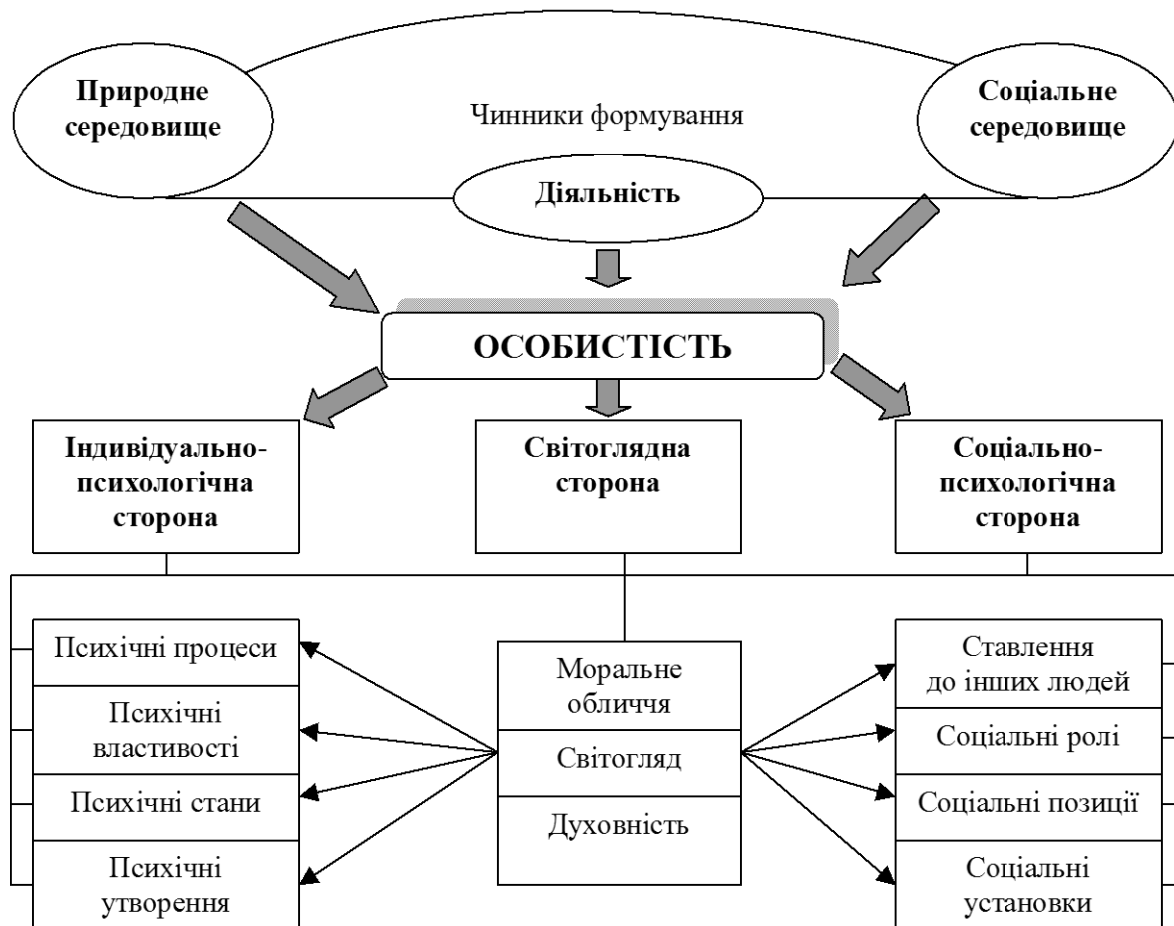 Природне
середовище
Чинники формування
Соціальне
середовище
Діяльність
ОСОБИСТІСТЬ
Індивідуально-
психологічна
сторона
Світоглядна
сторона
Соціально-
психологічна
сторона
Психічні процеси
Психічні
властивості
Психічні стани
Психічні
утворення
Моральне
обличчя
Світогляд
Духовність
Ставлення
до інших людей
Соціальні ролі
Соціальні позиції
Соціальні
установки